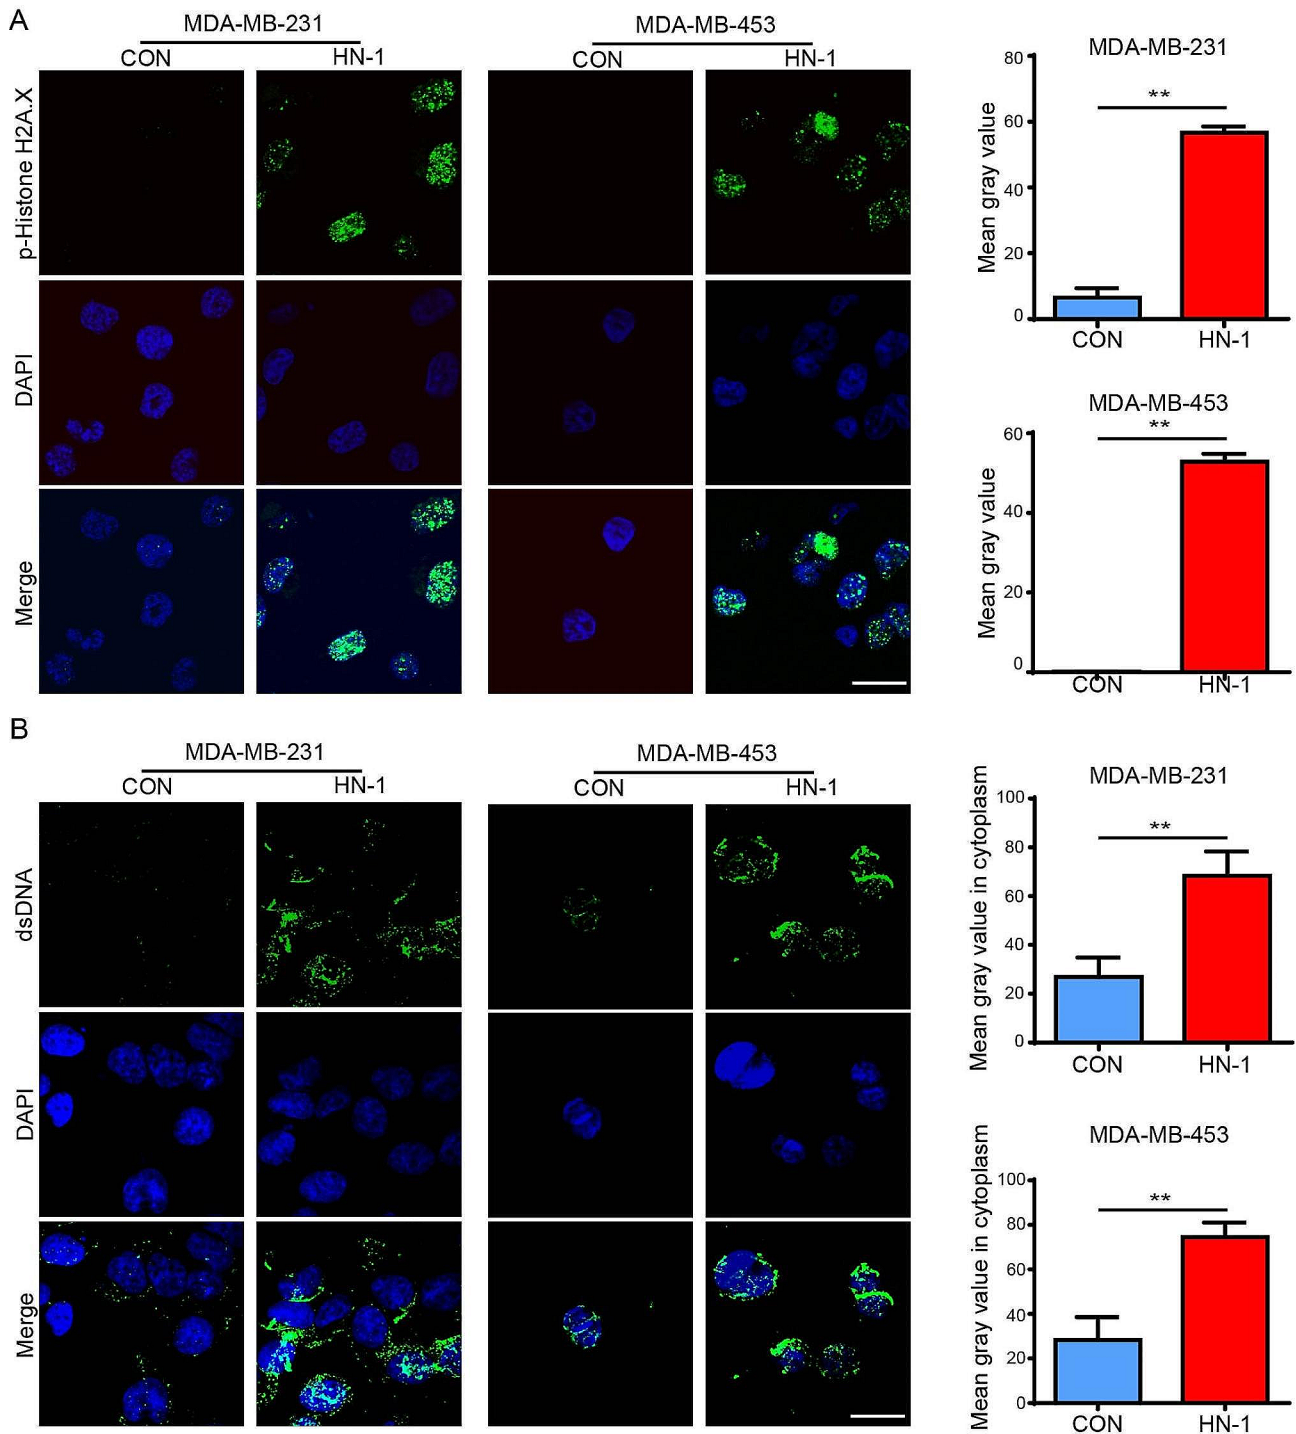 A
MDA-MB-231
CON
HN-1
MDA-MB-453
CON
HN-1
p-Histone H2A.X
DAPI
Merge
MDA-MB-231
**
Mean gray value
80
60
40
20
0
CON
HN-1
MDA-MB-453
**
Mean gray value
60
40
20
0
CON
HN-1
B
MDA-MB-231
CON
HN-1
MDA-MB-453
CON
HN-1
dsDNA
DAPI
Merge
MDA-MB-231
**
Mean gray value in cytoplasm
100
80
60
40
20
0
CON
HN-1
MDA-MB-453
**
Mean gray value in cytoplasm
100
80
60
40
20
0
CON
HN-1